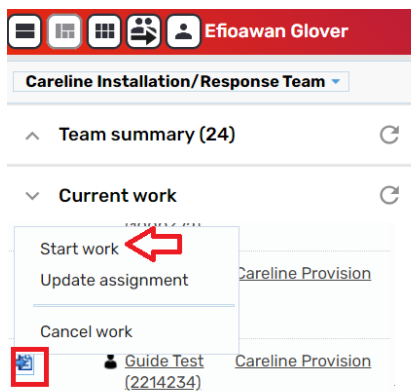 Efioawan Glover
Careline Installation/Response Team
Team summary (24)
Current work
Start work
Update assignment
Careline Provision
Cancel work
Guide Test
(2214234)
Careline Provision